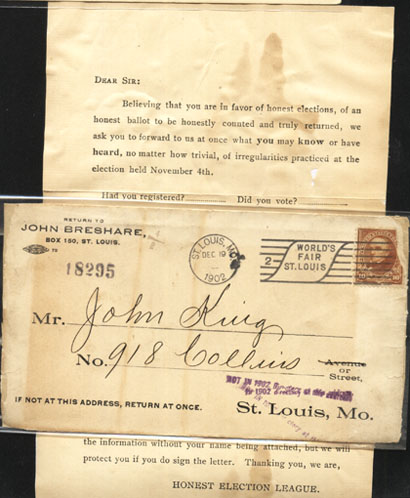 DEAR SIR:
Believing that you are in favor of honest elections, of an
honest ballot to be honestly counted and truly returned, we
ask you to forward to us at once what you may know or have
heard, no matter how trivial, of irregularities practiced at the
election held November 4th.
Had you registered? Did you vote?
RETURN TO
JOHN BRESHARE,
BOX 150, ST. LOUIS.
18295
ST. LOUIS, MO.
DEC 19
1902
2
WORLD'S
FAIR
ST. LOUIS
Mr. John King
No. 918 Collins
Avenue
or
Street,
NOT IN 1902
BY 1902
IF NOT AT THIS ADDRESS, RETURN AT ONCE.
St. Louis, Mo.
the information without your name being attached, but we will
protect you if you do sign the letter. Thanking you, we are,
HONEST ELECTION LEAGUE.